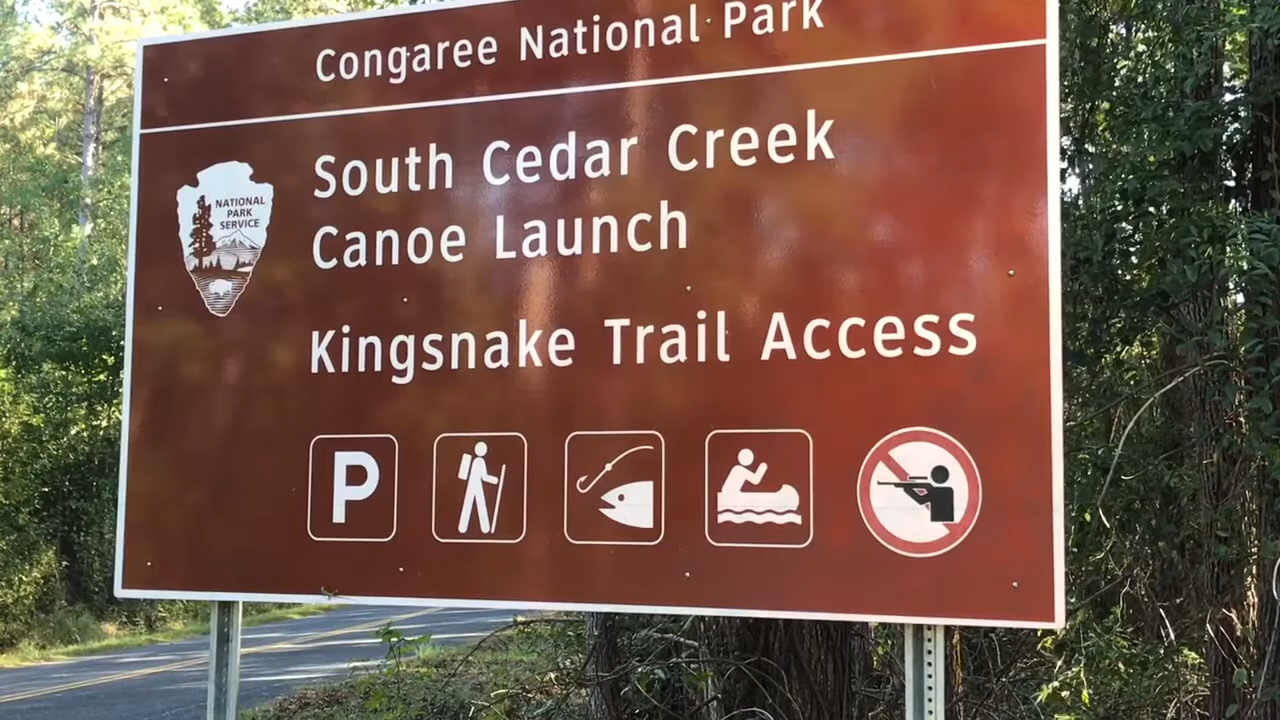 Congaree National Park
NATIONAL
PARK
SERVICE
South Cedar Creek
Canoe Launch
Kingsnake Trail Access
P